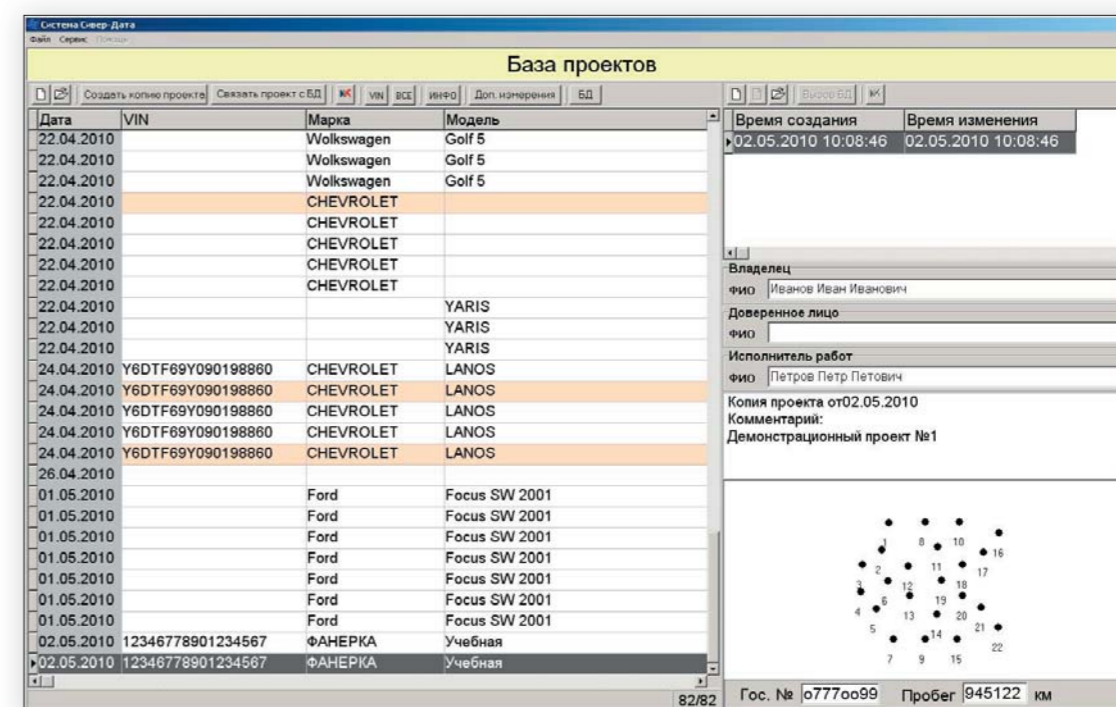 Система Сивер-Дата
Файл Сервис Помощь
База проектов
Создать копию проекта Связать проект с БД VIN ВСЕ ИНФО Доп. измерения БД
Вызов БД
Дата VIN Марка Модель
22.04.2010 Wolkswagen Golf 5
22.04.2010 Wolkswagen Golf 5
22.04.2010 Wolkswagen Golf 5
22.04.2010 CHEVROLET
22.04.2010 CHEVROLET
22.04.2010 CHEVROLET
22.04.2010 CHEVROLET
22.04.2010 CHEVROLET
22.04.2010 YARIS
22.04.2010 YARIS
22.04.2010 YARIS
24.04.2010 Y6DTF69Y090198860 CHEVROLET LANOS
24.04.2010 Y6DTF69Y090198860 CHEVROLET LANOS
24.04.2010 Y6DTF69Y090198860 CHEVROLET LANOS
24.04.2010 Y6DTF69Y090198860 CHEVROLET LANOS
24.04.2010 Y6DTF69Y090198860 CHEVROLET LANOS
26.04.2010
01.05.2010 Ford Focus SW 2001
01.05.2010 Ford Focus SW 2001
01.05.2010 Ford Focus SW 2001
01.05.2010 Ford Focus SW 2001
01.05.2010 Ford Focus SW 2001
01.05.2010 Ford Focus SW 2001
01.05.2010 Ford Focus SW 2001
02.05.2010 12346778901234567 ФАНЕРКА Учебная
02.05.2010 12346778901234567 ФАНЕРКА Учебная
82/82
Время создания Время изменения
02.05.2010 10:08:46 02.05.2010 10:08:46
Владелец
ФИО Иванов Иван Иванович
Доверенное лицо
ФИО
Исполнитель работ
ФИО Петров Петр Петович
Копия проекта от02.05.2010
Комментарий:
Демонстрационный проект №1
1 8 10
16
2 11 17
3 12 18
6 19
4 13 20
5 14 21
22
7 9 15
Гос. № о777оо99 Пробег 945122 км